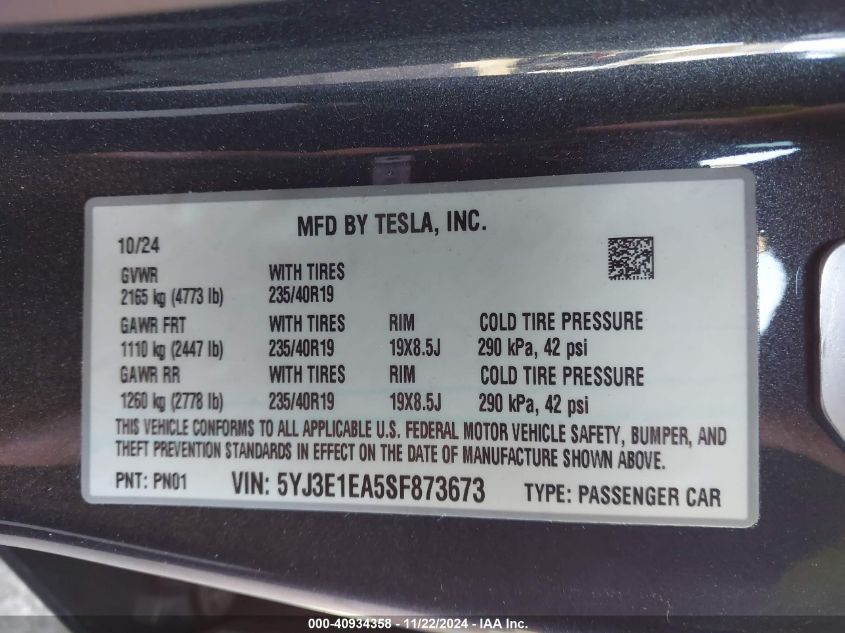 MFD BY TESLA, INC.
10/24
GVWR WITH TIRES
2165 kg (4773 lb) 235/40R19
GAWR FRT WITH TIRES RIM COLD TIRE PRESSURE
1110 kg (2447 lb) 235/40R19 19X8.5J 290 kPa, 42 psi
GAWR RR WITH TIRES RIM COLD TIRE PRESSURE
1260 kg (2778 lb) 235/40R19 19X8.5J 290 kPa, 42 psi
THIS VEHICLE CONFORMS TO ALL APPLICABLE U.S. FEDERAL MOTOR VEHICLE SAFETY, BUMPER, AND
THEFT PREVENTION STANDARDS IN EFFECT ON THE DATE OF MANUFACTURE SHOWN ABOVE.
PNT: PN01 VIN: 5YJ3E1EA5SF873673 TYPE: PASSENGER CAR
000-40934358 - 11/22/2024 - IAA, Inc.